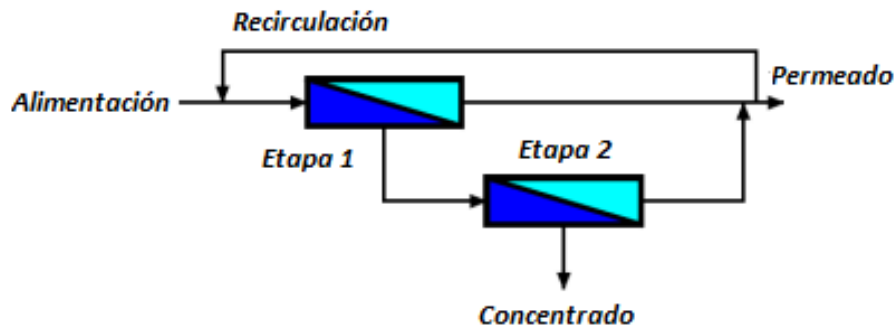 Recirculación
Permeado
Alimentación
Etapa 1
Etapa 2
Concentrado